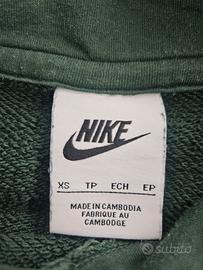 NIKE
XS TP ECH EP
MADE IN CAMBODIA
FABRIQUE AU
CAMBODGE
subito